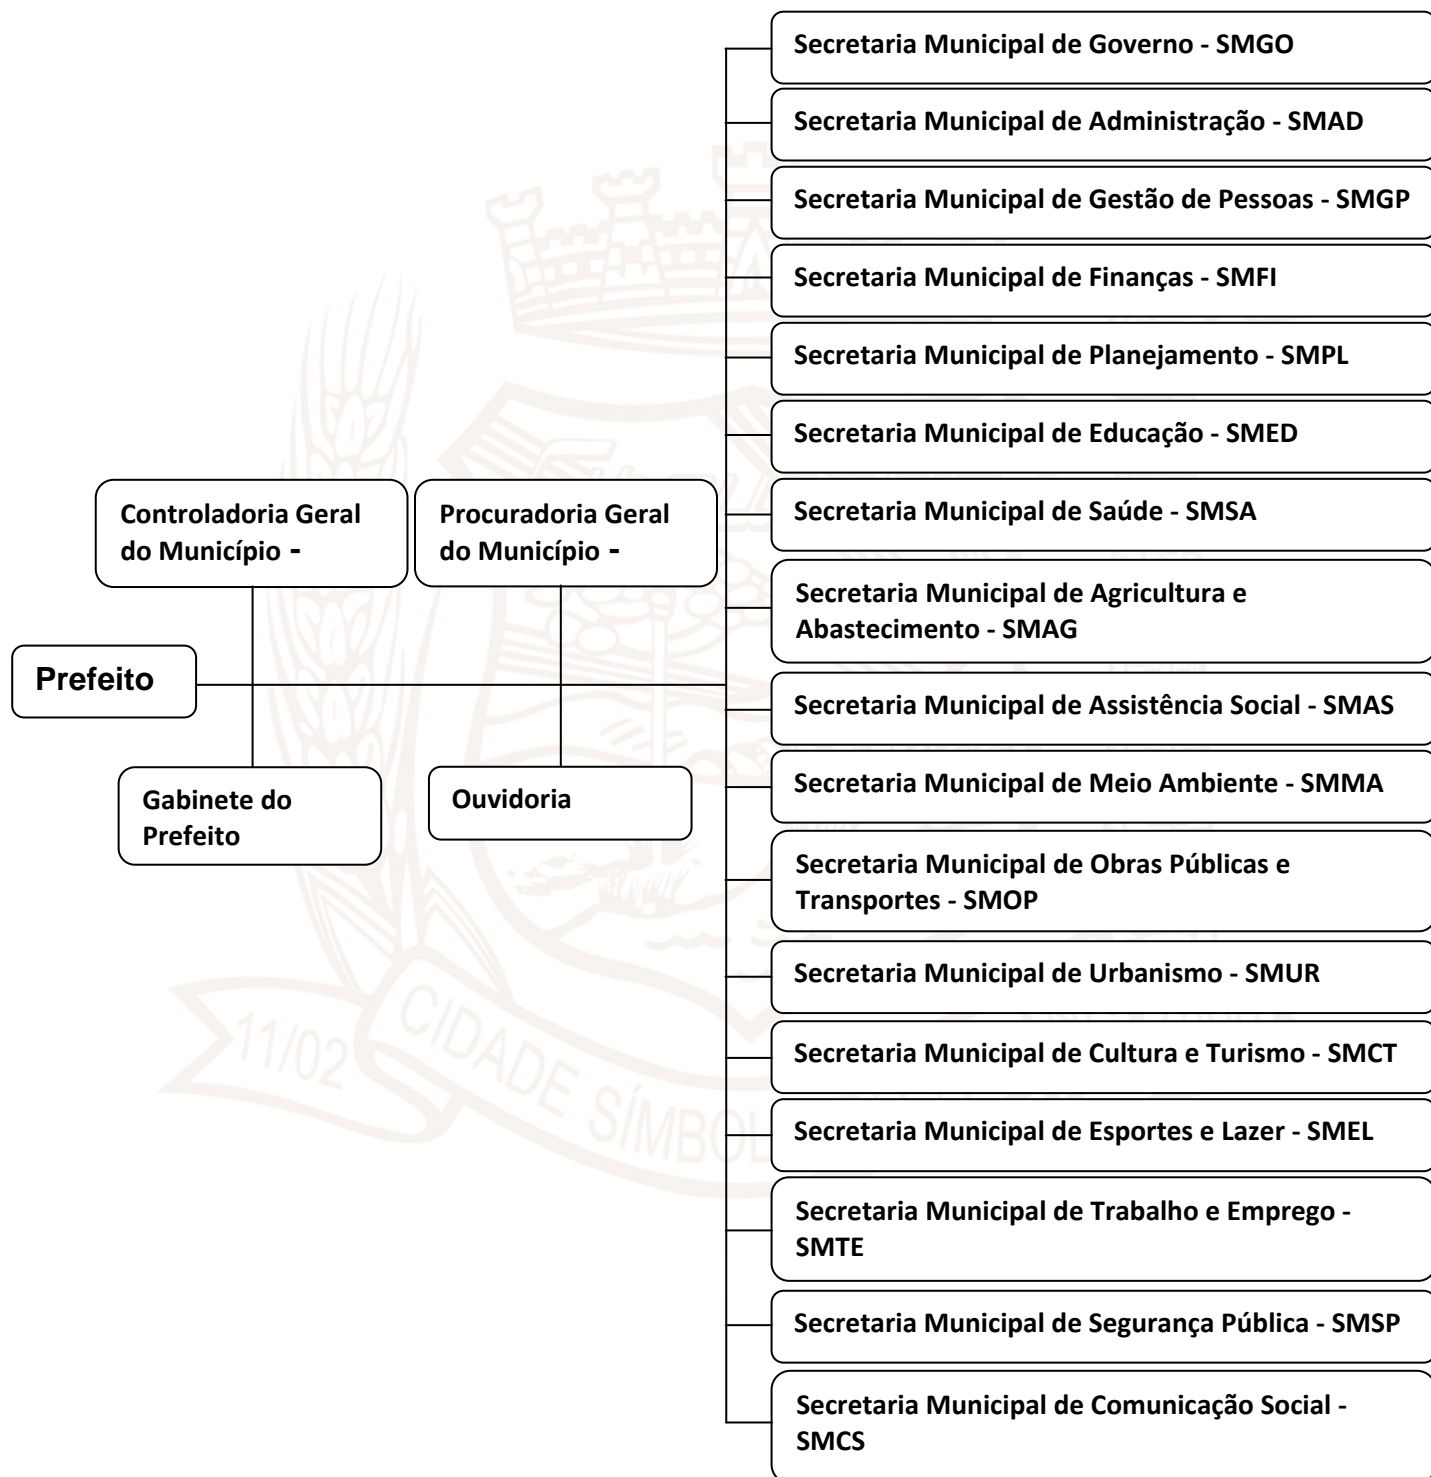 Secretaria Municipal de Governo - SMGO
Secretaria Municipal de Administração - SMAD
Secretaria Municipal de Gestão de Pessoas - SMGP
Secretaria Municipal de Finanças - SMFI
Secretaria Municipal de Planejamento - SMPL
Secretaria Municipal de Educação - SMED
Controladoria Geral
do Município -
Procuradoria Geral
do Município -
Secretaria Municipal de Saúde - SMSA
Secretaria Municipal de Agricultura e
Abastecimento - SMAG
Prefeito
Secretaria Municipal de Assistência Social - SMAS
Gabinete do
Prefeito
Ouvidoria
Secretaria Municipal de Meio Ambiente - SMMA
Secretaria Municipal de Obras Públicas e
Transportes - SMOP
Secretaria Municipal de Urbanismo - SMUR
Secretaria Municipal de Cultura e Turismo - SMCT
Secretaria Municipal de Esportes e Lazer - SMEL
Secretaria Municipal de Trabalho e Emprego -
SMTE
Secretaria Municipal de Segurança Pública - SMSP
Secretaria Municipal de Comunicação Social -
SMCS
11/02
CIDADE